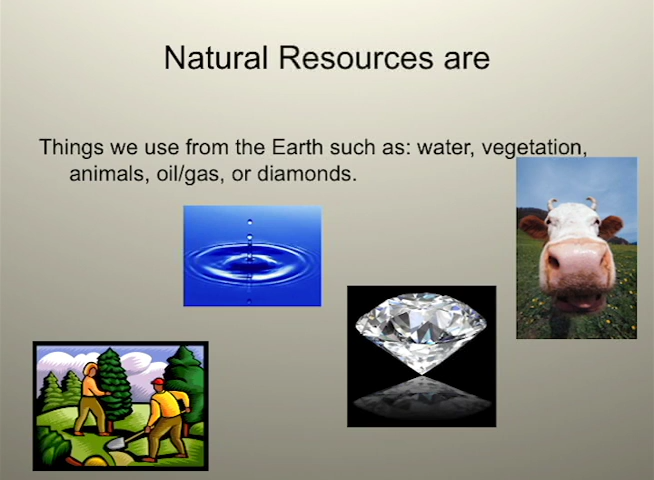 Natural Resources are
Things we use from the Earth such as: water, vegetation,
animals, oil/gas, or diamonds.